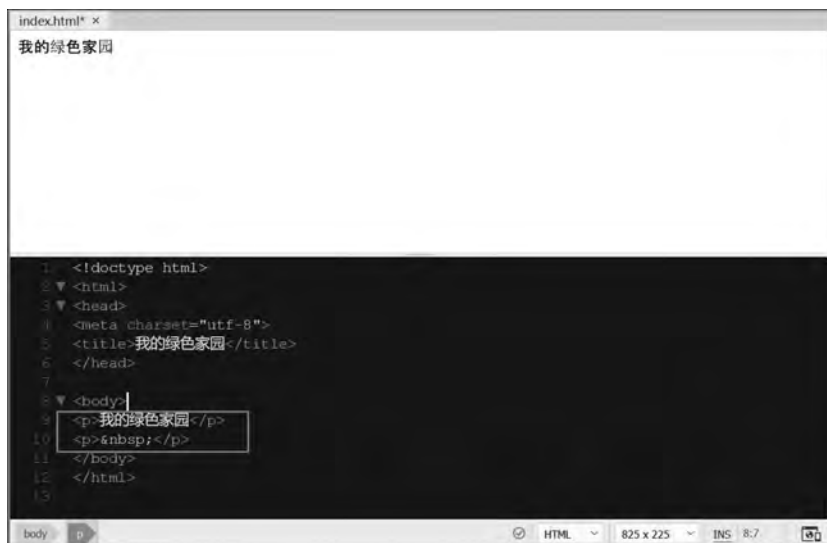 index.html* ×
我的绿色家园
1 <!doctype html>
2 ▼ <html>
3 ▼ <head>
4 <meta charset="utf-8">
5 <title>我的绿色家园</title>
6 </head>
7
8 ▼ <body>
9 <p>我的绿色家园</p>
10 <p>&nbsp;</p>
11 </body>
12 </html>
13
body p HTML 825 x 225 INS 8:7